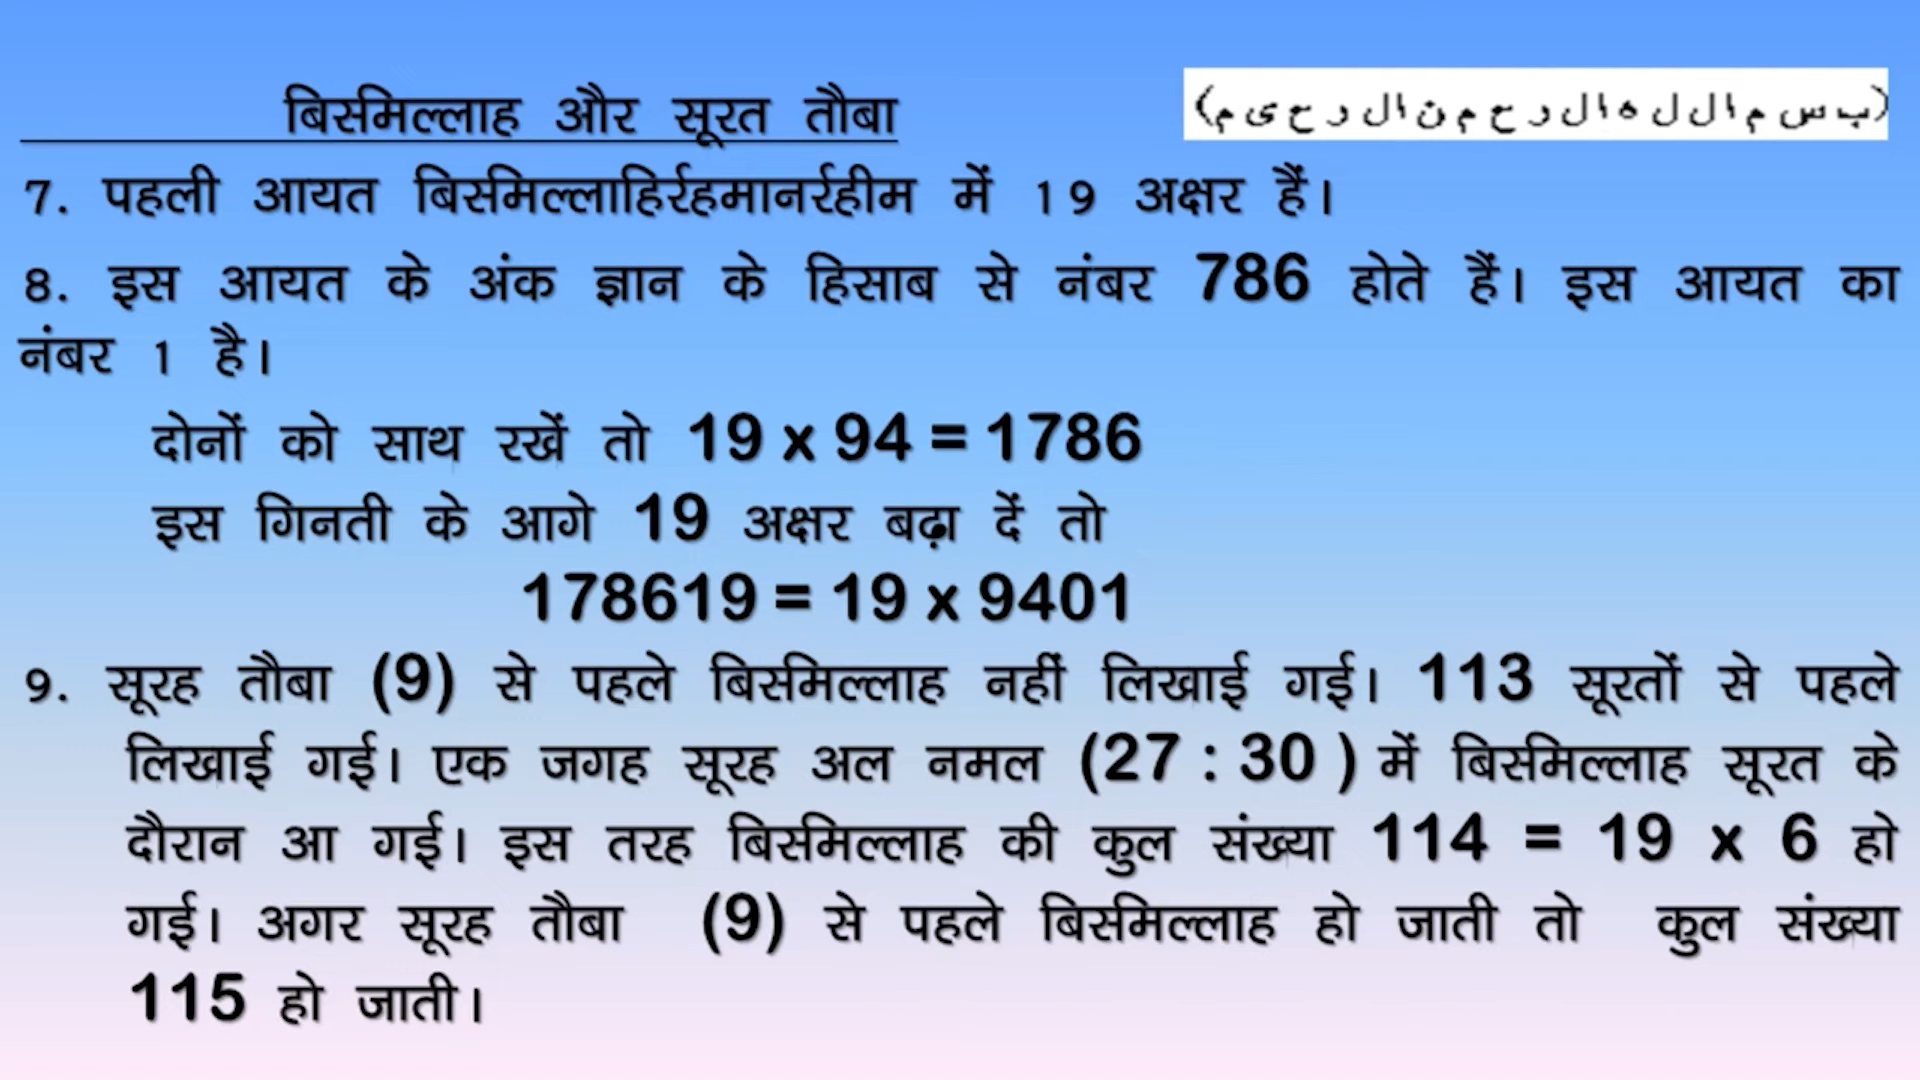 बिसमिल्लाह और सूरत तौबा
(ب س م ا ل ل ہ ا ل ر ح م ن ا ل ر ح ی م)
7. पहली आयत बिसमिल्लाहिर्रहमानर्रहीम में 19 अक्षर हैं।
8. इस आयत के अंक ज्ञान के हिसाब से नंबर 786 होते हैं। इस आयत का
नंबर 1 है।
दोनों को साथ रखें तो 19 x 94 = 1786
इस गिनती के आगे 19 अक्षर बढ़ा दें तो
178619 = 19 x 9401
9. सूरह तौबा (9) से पहले बिसमिल्लाह नहीं लिखाई गई। 113 सूरतों से पहले
लिखाई गई। एक जगह सूरह अल नमल (27 : 30 ) में बिसमिल्लाह सूरत के
दौरान आ गई। इस तरह बिसमिल्लाह की कुल संख्या 114 = 19 x 6 हो
गई। अगर सूरह तौबा (9) से पहले बिसमिल्लाह हो जाती तो कुल संख्या
115 हो जाती।